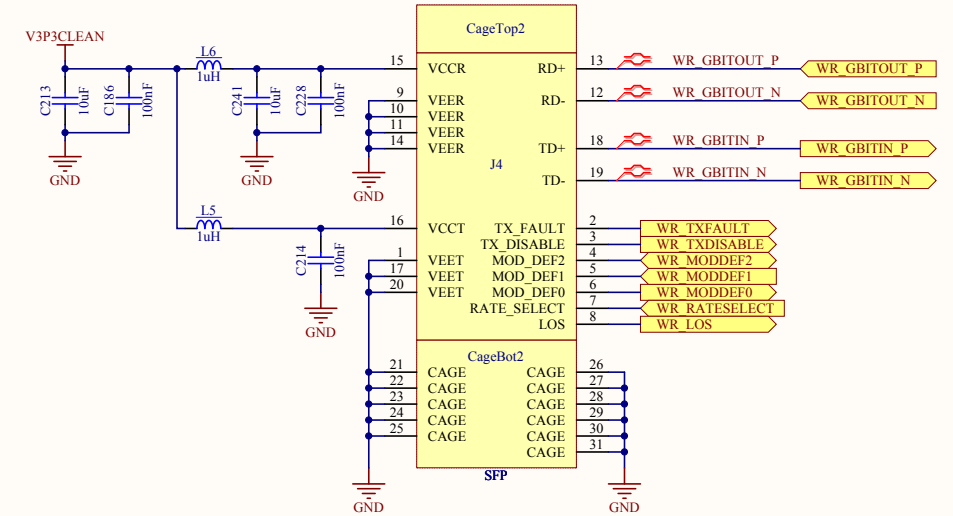 CageTop2
V3P3CLEAN
L6
1uH
C213
10uF
C186
100nF
C241
10uF
C228
100nF
GND
GND
15 VCCR
9 VEER
10 VEER
11 VEER
14 VEER
GND
RD+ 13 WR_GBITOUT_P WR_GBITOUT_P
RD- 12 WR_GBITOUT_N WR_GBITOUT_N
TD+ 18 WR_GBITIN_P WR_GBITIN_P
TD- 19 WR_GBITIN_N WR_GBITIN_N
J4
L5
1uH
C214
100nF
GND
16 VCCT
1 VEET
17 VEET
20 VEET
TX_FAULT 2 WR_TXFAULT
TX_DISABLE 3 WR_TXDISABLE
MOD_DEF2 4 WR_MODDEF2
MOD_DEF1 5 WR_MODDEF1
MOD_DEF0 6 WR_MODDEF0
RATE_SELECT 7 WR_RATESELECT
LOS 8 WR_LOS
CageBot2
21 CAGE CAGE 26
22 CAGE CAGE 27
23 CAGE CAGE 28
24 CAGE CAGE 29
25 CAGE CAGE 30
CAGE 31
SFP
GND
GND